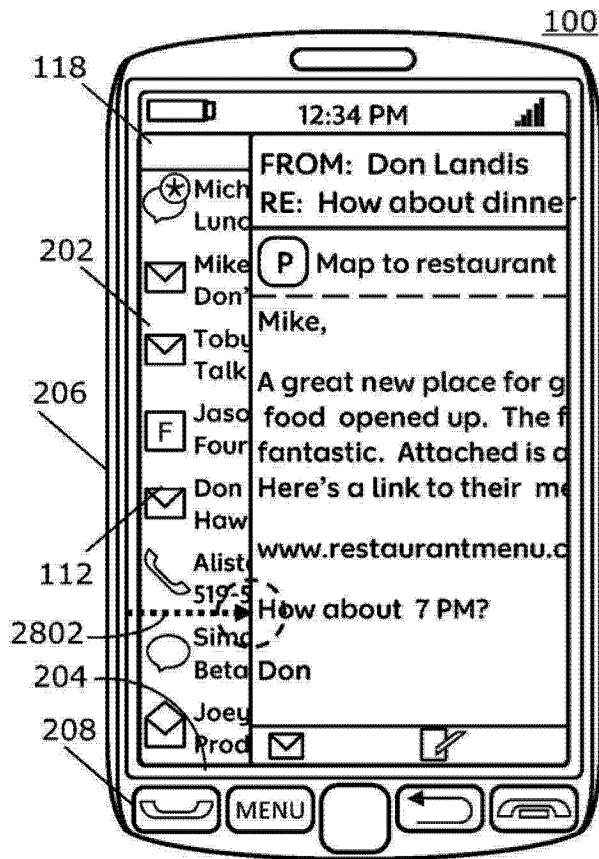 100
118
12:34 PM
FROM: Don Landis
RE: How about dinner
Mich
Lund
202
P Map to restaurant
Mike
Don'
Mike,
Toby
Talk
A great new place for g
206
F
Jaso
food opened up. The f
Four
fantastic. Attached is a
Don
Here's a link to their me
Haw
112
www.restaurantmenu.c
Aliste
519-5
2802
How about 7 PM?
Simo
204
Beta
Don
208
Joey
Prod
MENU